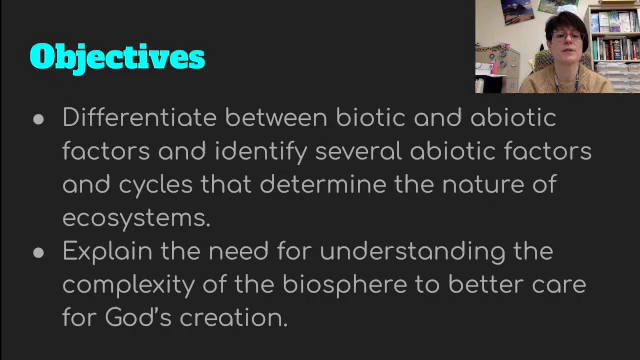 Objectives
● Differentiate between biotic and abiotic
factors and identify several abiotic factors
and cycles that determine the nature of
ecosystems.
● Explain the need for understanding the
complexity of the biosphere to better care
for God's creation.